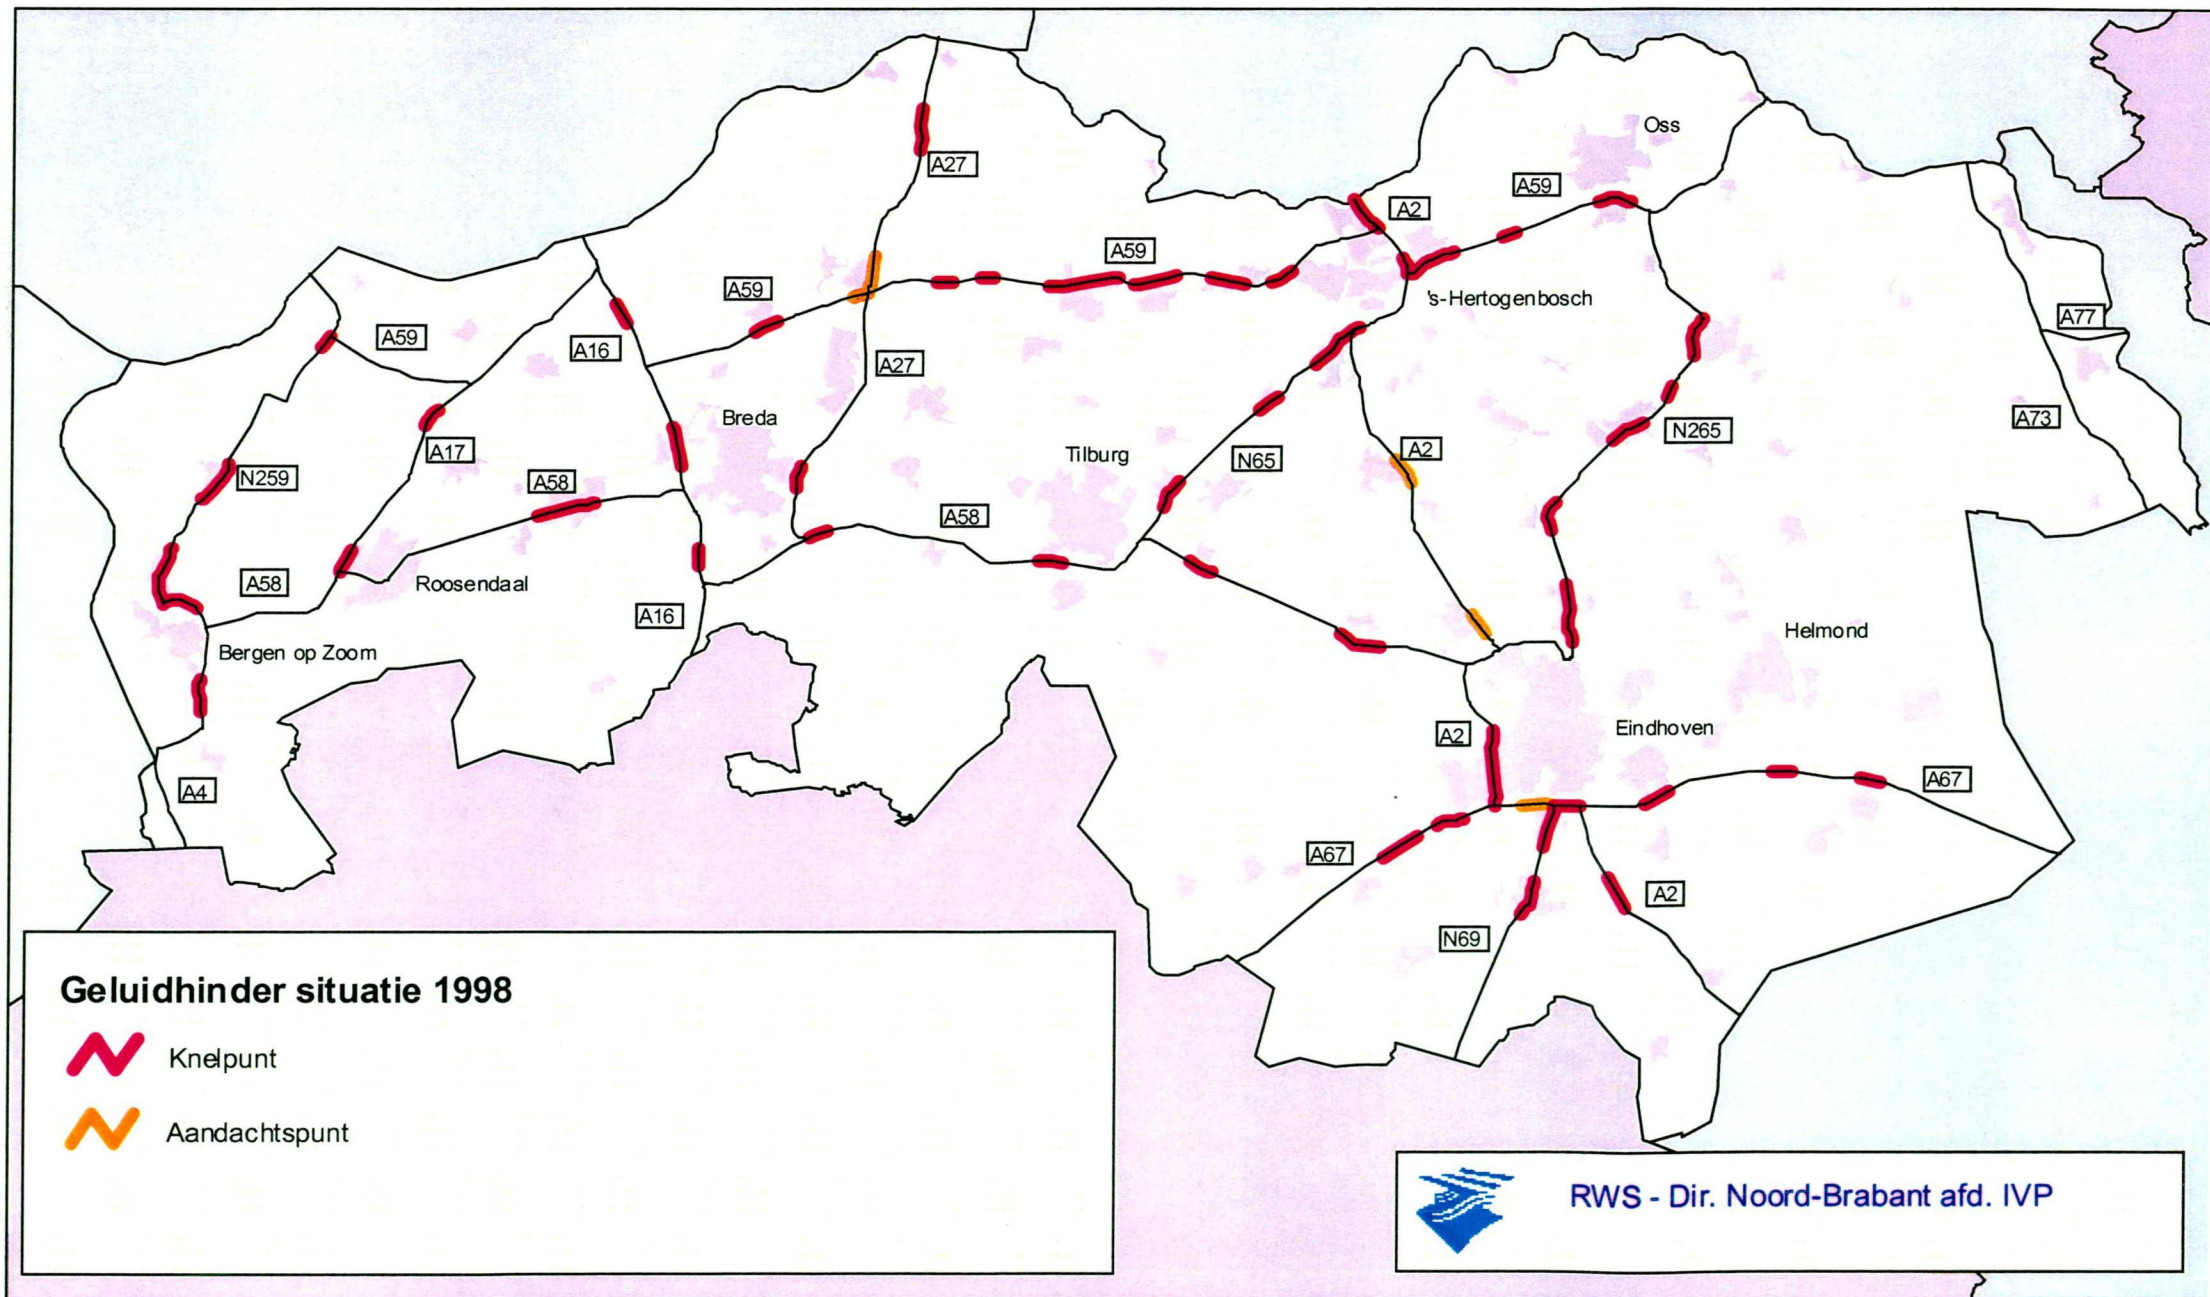 Oss
A27
A59
A2
A59
A59
's-Hertogenbosch
A77
A59
A16
A27
Breda
A73
N265
A17
Tilburg
N65
A2
N259
A58
A58
A58
Roosendaal
A16
Helmond
Bergen op Zoom
Eindhoven
A2
A67
A4
A67
A2
N69
Geluidhinder situatie 1998
Knelpunt
Aandachtspunt
RWS - Dir. Noord-Brabant afd. IVP